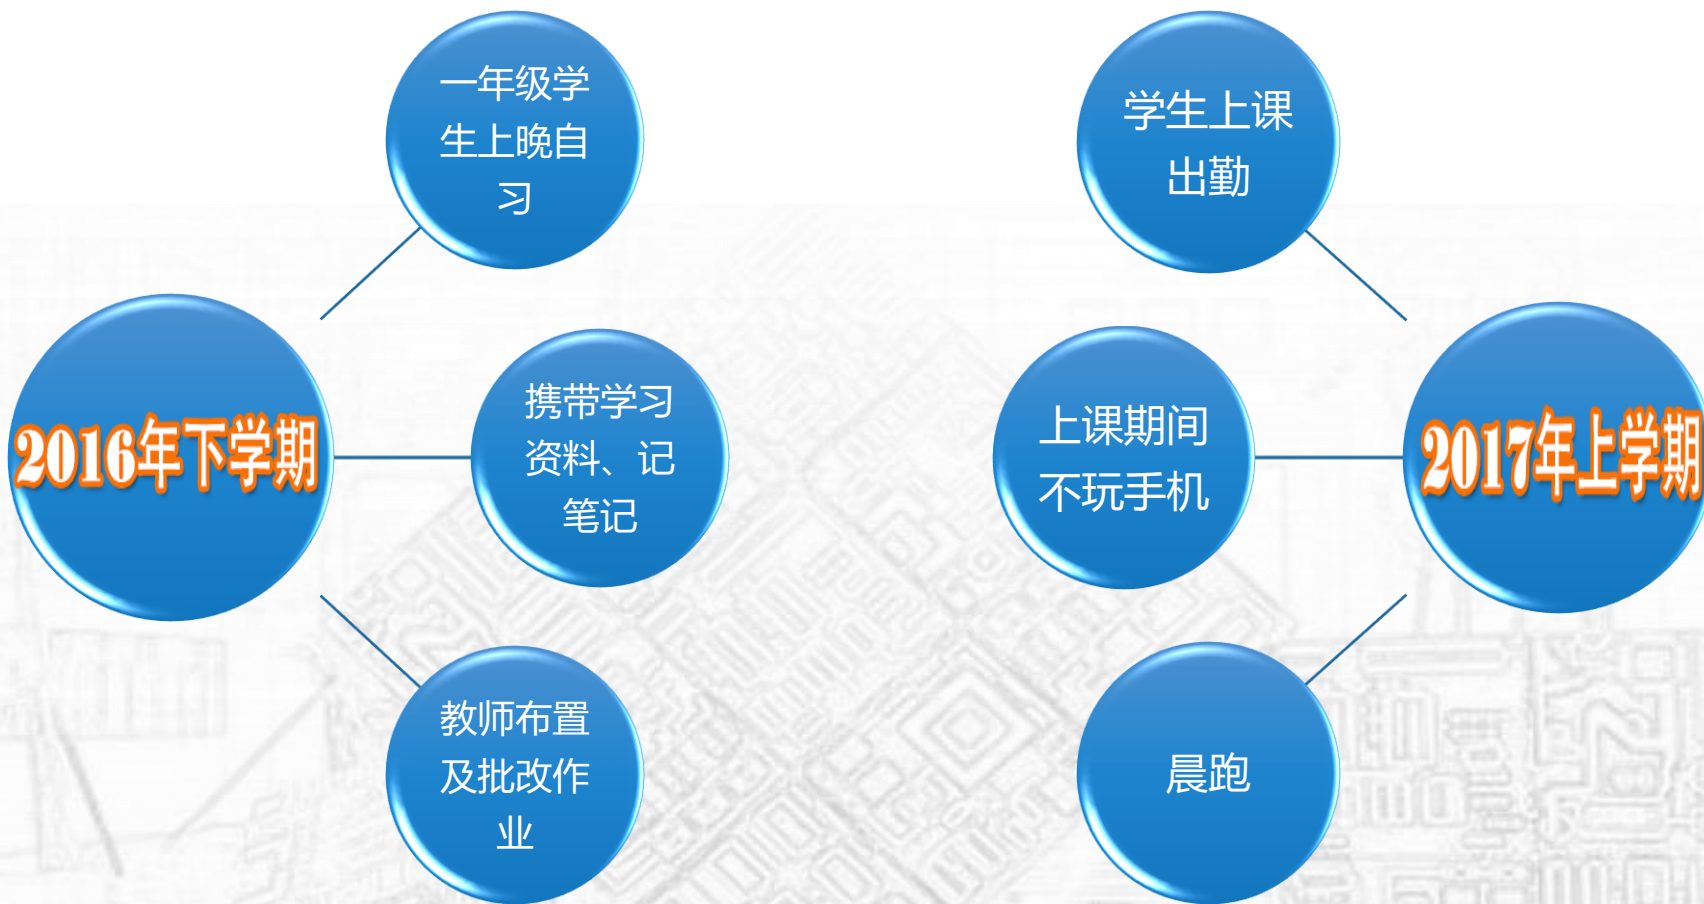 一年级学
生上晚自
习
2016年下学期
携带学习
资料、记
笔记
教师布置
及批改作
业
学生上课
出勤
上课期间
不玩手机
2017年上学期
晨跑